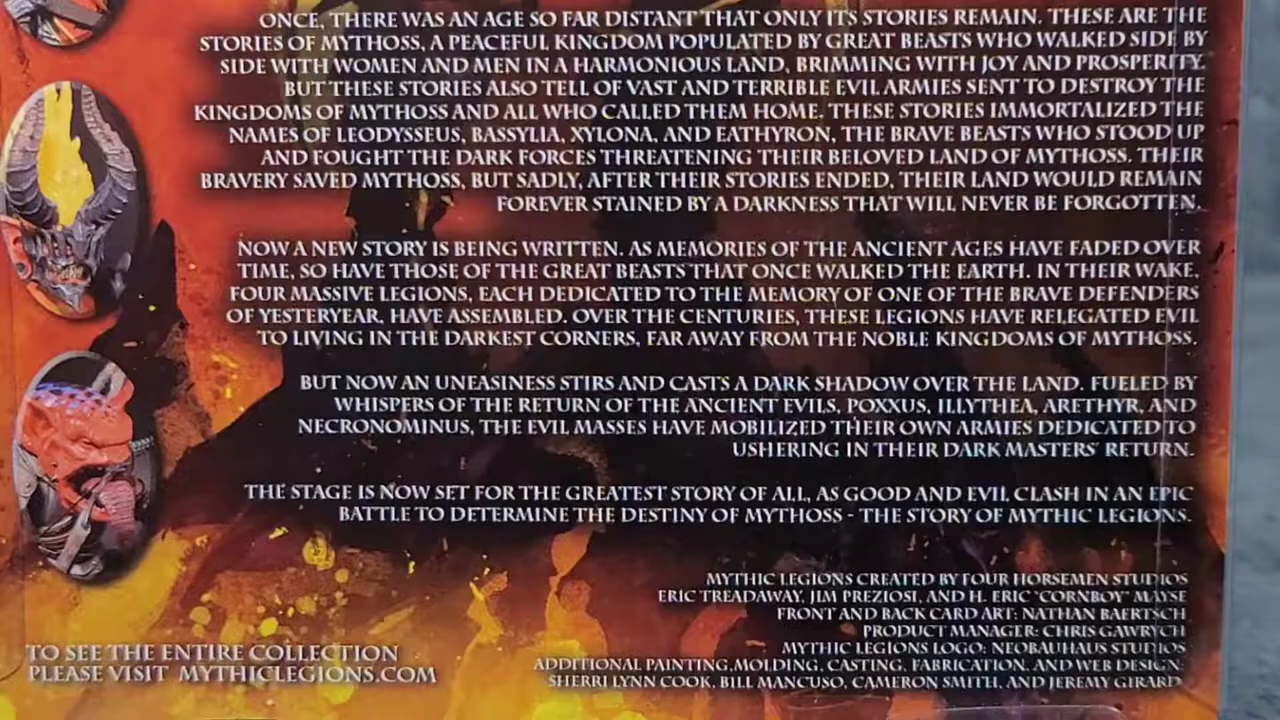 ONCE, THERE WAS AN AGE SO FAR DISTANT THAT ONLY ITS STORIES REMAIN. THESE ARE THE
STORIES OF MYTHOSS, A PEACEFUL KINGDOM POPULATED BY GREAT BEASTS WHO WALKED SIDE BY
SIDE WITH WOMEN AND MEN IN A HARMONIOUS LAND, BRIMMING WITH JOY AND PROSPERITY.
BUT THESE STORIES ALSO TELL OF VAST AND TERRIBLE EVIL ARMIES SENT TO DESTROY THE
KINGDOMS OF MYTHOSS AND ALL WHO CALLED THEM HOME. THESE STORIES IMMORTALIZED THE
NAMES OF LEODYSSEUS, BASSYLIA, XYLONA, AND EATHYRON, THE BRAVE BEASTS WHO STOOD UP
AND FOUGHT THE DARK FORCES THREATENING THEIR BELOVED LAND OF MYTHOSS. THEIR
BRAVERY SAVED MYTHOSS, BUT SADLY, AFTER THEIR STORIES ENDED, THEIR LAND WOULD REMAIN
FOREVER STAINED BY A DARKNESS THAT WILL NEVER BE FORGOTTEN.
NOW A NEW STORY IS BEING WRITTEN. AS MEMORIES OF THE ANCIENT AGES HAVE FADED OVER
TIME, SO HAVE THOSE OF THE GREAT BEASTS THAT ONCE WALKED THE EARTH. IN THEIR WAKE,
FOUR MASSIVE LEGIONS, EACH DEDICATED TO THE MEMORY OF ONE OF THE BRAVE DEFENDERS
OF YESTERYEAR, HAVE ASSEMBLED. OVER THE CENTURIES, THESE LEGIONS HAVE RELEGATED EVIL
TO LIVING IN THE DARKEST CORNERS, FAR AWAY FROM THE NOBLE KINGDOMS OF MYTHOSS.
BUT NOW AN UNEASINESS STIRS AND CASTS A DARK SHADOW OVER THE LAND. FUELED BY
WHISPERS OF THE RETURN OF THE ANCIENT EVILS, POXXUS, ILLYTHEA, ARETHYR, AND
NECRONOMINUS, THE EVIL MASSES HAVE MOBILIZED THEIR OWN ARMIES DEDICATED TO
USHERING IN THEIR DARK MASTERS' RETURN.
THE STAGE IS NOW SET FOR THE GREATEST STORY OF ALL, AS GOOD AND EVIL CLASH IN AN EPIC
BATTLE TO DETERMINE THE DESTINY OF MYTHOSS - THE STORY OF MYTHIC LEGIONS.
MYTHIC LEGIONS CREATED BY FOUR HORSEMEN STUDIOS
ERIC TREADAWAY, JIM PREZIOSI, AND H. ERIC "CORNBOY" MAYSE
FRONT AND BACK CARD ART: NATHAN BAERTSCH
PRODUCT MANAGER: CHRIS GAWRYCH
MYTHIC LEGIONS LOGO: NEOBAUHAUS STUDIOS
ADDITIONAL PAINTING, MOLDING, CASTING, FABRICATION, AND WEB DESIGN:
SHERRI LYNN COOK, BILL MANCUSO, CAMERON SMITH, AND JEREMY GIRARD
TO SEE THE ENTIRE COLLECTION
PLEASE VISIT MYTHICLEGIONS.COM